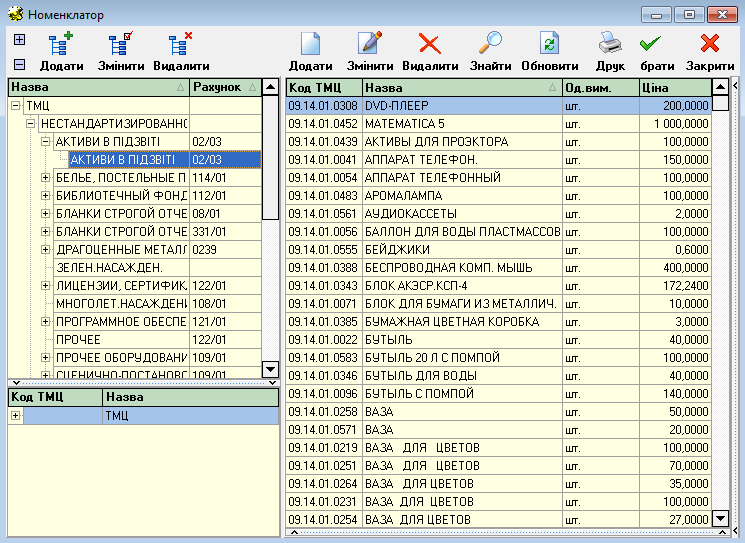 Номенклатор
Додати Змінити Видалити
Додати Змінити Видалити Знайти Обновити Друк брати Закрити
Назва Рахунок
ТМЦ
НЕСТАНДАРТИЗИРОВАННО
АКТИВИ В ПІДЗВІТІ 02/03
АКТИВИ В ПІДЗВІТІ 02/03
БЕЛЬЕ, ПОСТЕЛЬНЫЕ П 114/01
БИБЛИОТЕЧНЫЙ ФОНД 112/01
БЛАНКИ СТРОГОЙ ОТЧЕ 08/01
БЛАНКИ СТРОГОЙ ОТЧЕ 331/01
ДРАГОЦЕННЫЕ МЕТАЛЛ 0239
ЗЕЛЕН.НАСАЖДЕН.
ЛИЦЕНЗИИ, СЕРТИФИК 122/01
МНОГОЛЕТ.НАСАЖДЕНИ 108/01
ПРОГРАММНОЕ ОБЕСПЕ 121/01
ПРОЧЕЕ 122/01
ПРОЧЕЕ ОБОРУДОВАНИ 109/01
СЦЕНИЧНО-ПОСТАНОВО 109/01
Код ТМЦ Назва
ТМЦ
Код ТМЦ Назва Од.вим. Ціна
09.14.01.0308 DVD-ПЛЕЕР шт. 200,0000
09.14.01.0452 MATEMATICA 5 шт. 1 000,0000
09.14.01.0439 АКТИВЫ ДЛЯ ПРОЭКТОРА шт. 100,0000
09.14.01.0041 АППАРАТ ТЕЛЕФОН. шт. 150,0000
09.14.01.0054 АППАРАТ ТЕЛЕФОННЫЙ шт. 100,0000
09.14.01.0483 АРОМАЛАМПА шт. 100,0000
09.14.01.0561 АУДИОКАССЕТЫ шт. 2,0000
09.14.01.0056 БАЛЛОН ДЛЯ ВОДЫ ПЛАСТМАССОВ шт. 100,0000
09.14.01.0555 БЕЙДЖИКИ шт. 0,6000
09.14.01.0388 БЕСПРОВОДНАЯ КОМП. МЫШЬ шт. 400,0000
09.14.01.0343 БЛОК АКЭСР.КСП-4 шт. 172,2400
09.14.01.0071 БЛОК ДЛЯ БУМАГИ ИЗ МЕТАЛЛИЧ. шт. 10,0000
09.14.01.0385 БУМАЖНАЯ ЦВЕТНАЯ КОРОБКА шт. 3,0000
09.14.01.0022 БУТЫЛЬ шт. 40,0000
09.14.01.0583 БУТЫЛЬ 20 Л С ПОМПОЙ шт. 100,0000
09.14.01.0346 БУТЫЛЬ ДЛЯ ВОДЫ шт. 40,0000
09.14.01.0096 БУТЫЛЬ С ПОМПОЙ шт. 140,0000
09.14.01.0258 ВАЗА шт. 50,0000
09.14.01.0571 ВАЗА шт. 20,0000
09.14.01.0219 ВАЗА ДЛЯ ЦВЕТОВ шт. 100,0000
09.14.01.0251 ВАЗА ДЛЯ ЦВЕТОВ шт. 70,0000
09.14.01.0264 ВАЗА ДЛЯ ЦВЕТОВ шт. 35,0000
09.14.01.0231 ВАЗА ДЛЯ ЦВЕТОВ шт. 100,0000
09.14.01.0254 ВАЗА ДЛЯ ЦВЕТОВ шт. 27,0000